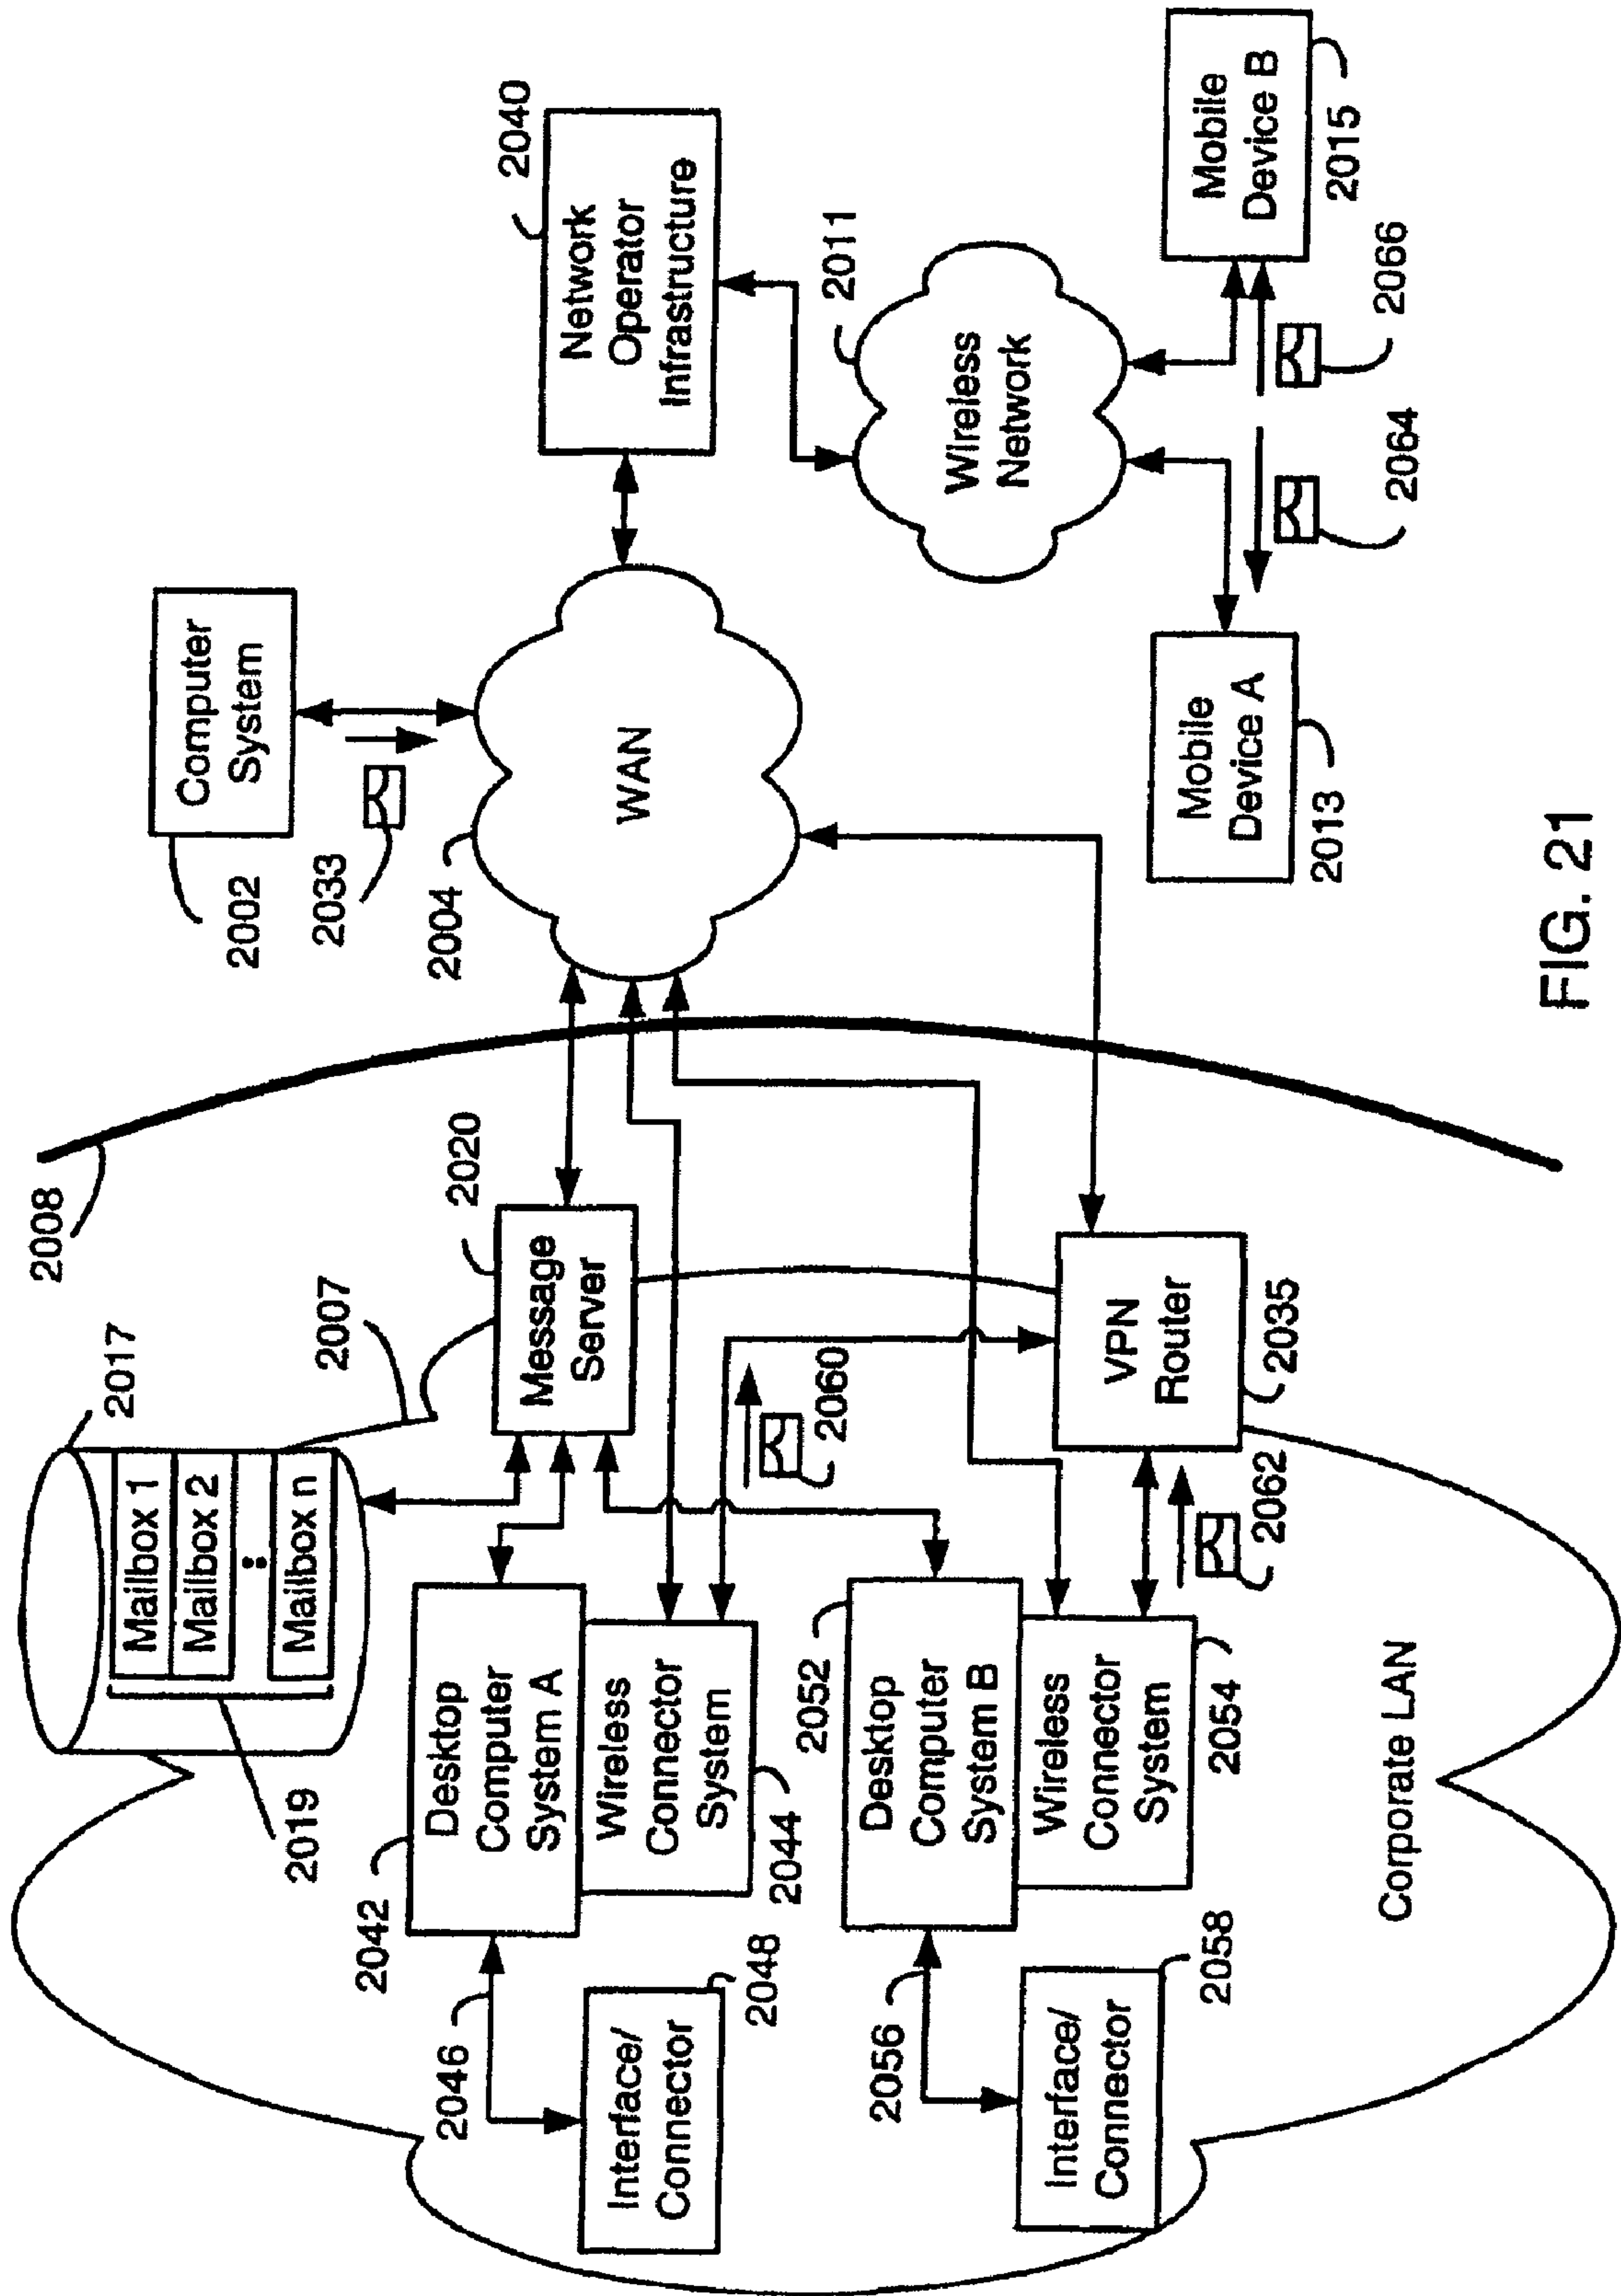 2008
2017
2007
Mailbox 1
Mailbox 2
:
Mailbox n
2019
2020
Message
Server
2002
Computer
System
2033
2004
WAN
2040
Network
Operator
Infrastructure
2011
Wireless
Network
Mobile
Device A
2013
Mobile
Device B
2015
2064
2066
2042
Desktop
Computer
System A
Wireless
Connector
System
2044
2046
Interface/
Connector
2048
2060
2052
Desktop
Computer
System B
Wireless
Connector
System
2054
2056
Interface/
Connector
2058
2062
VPN
Router
2035
Corporate LAN
FIG. 21